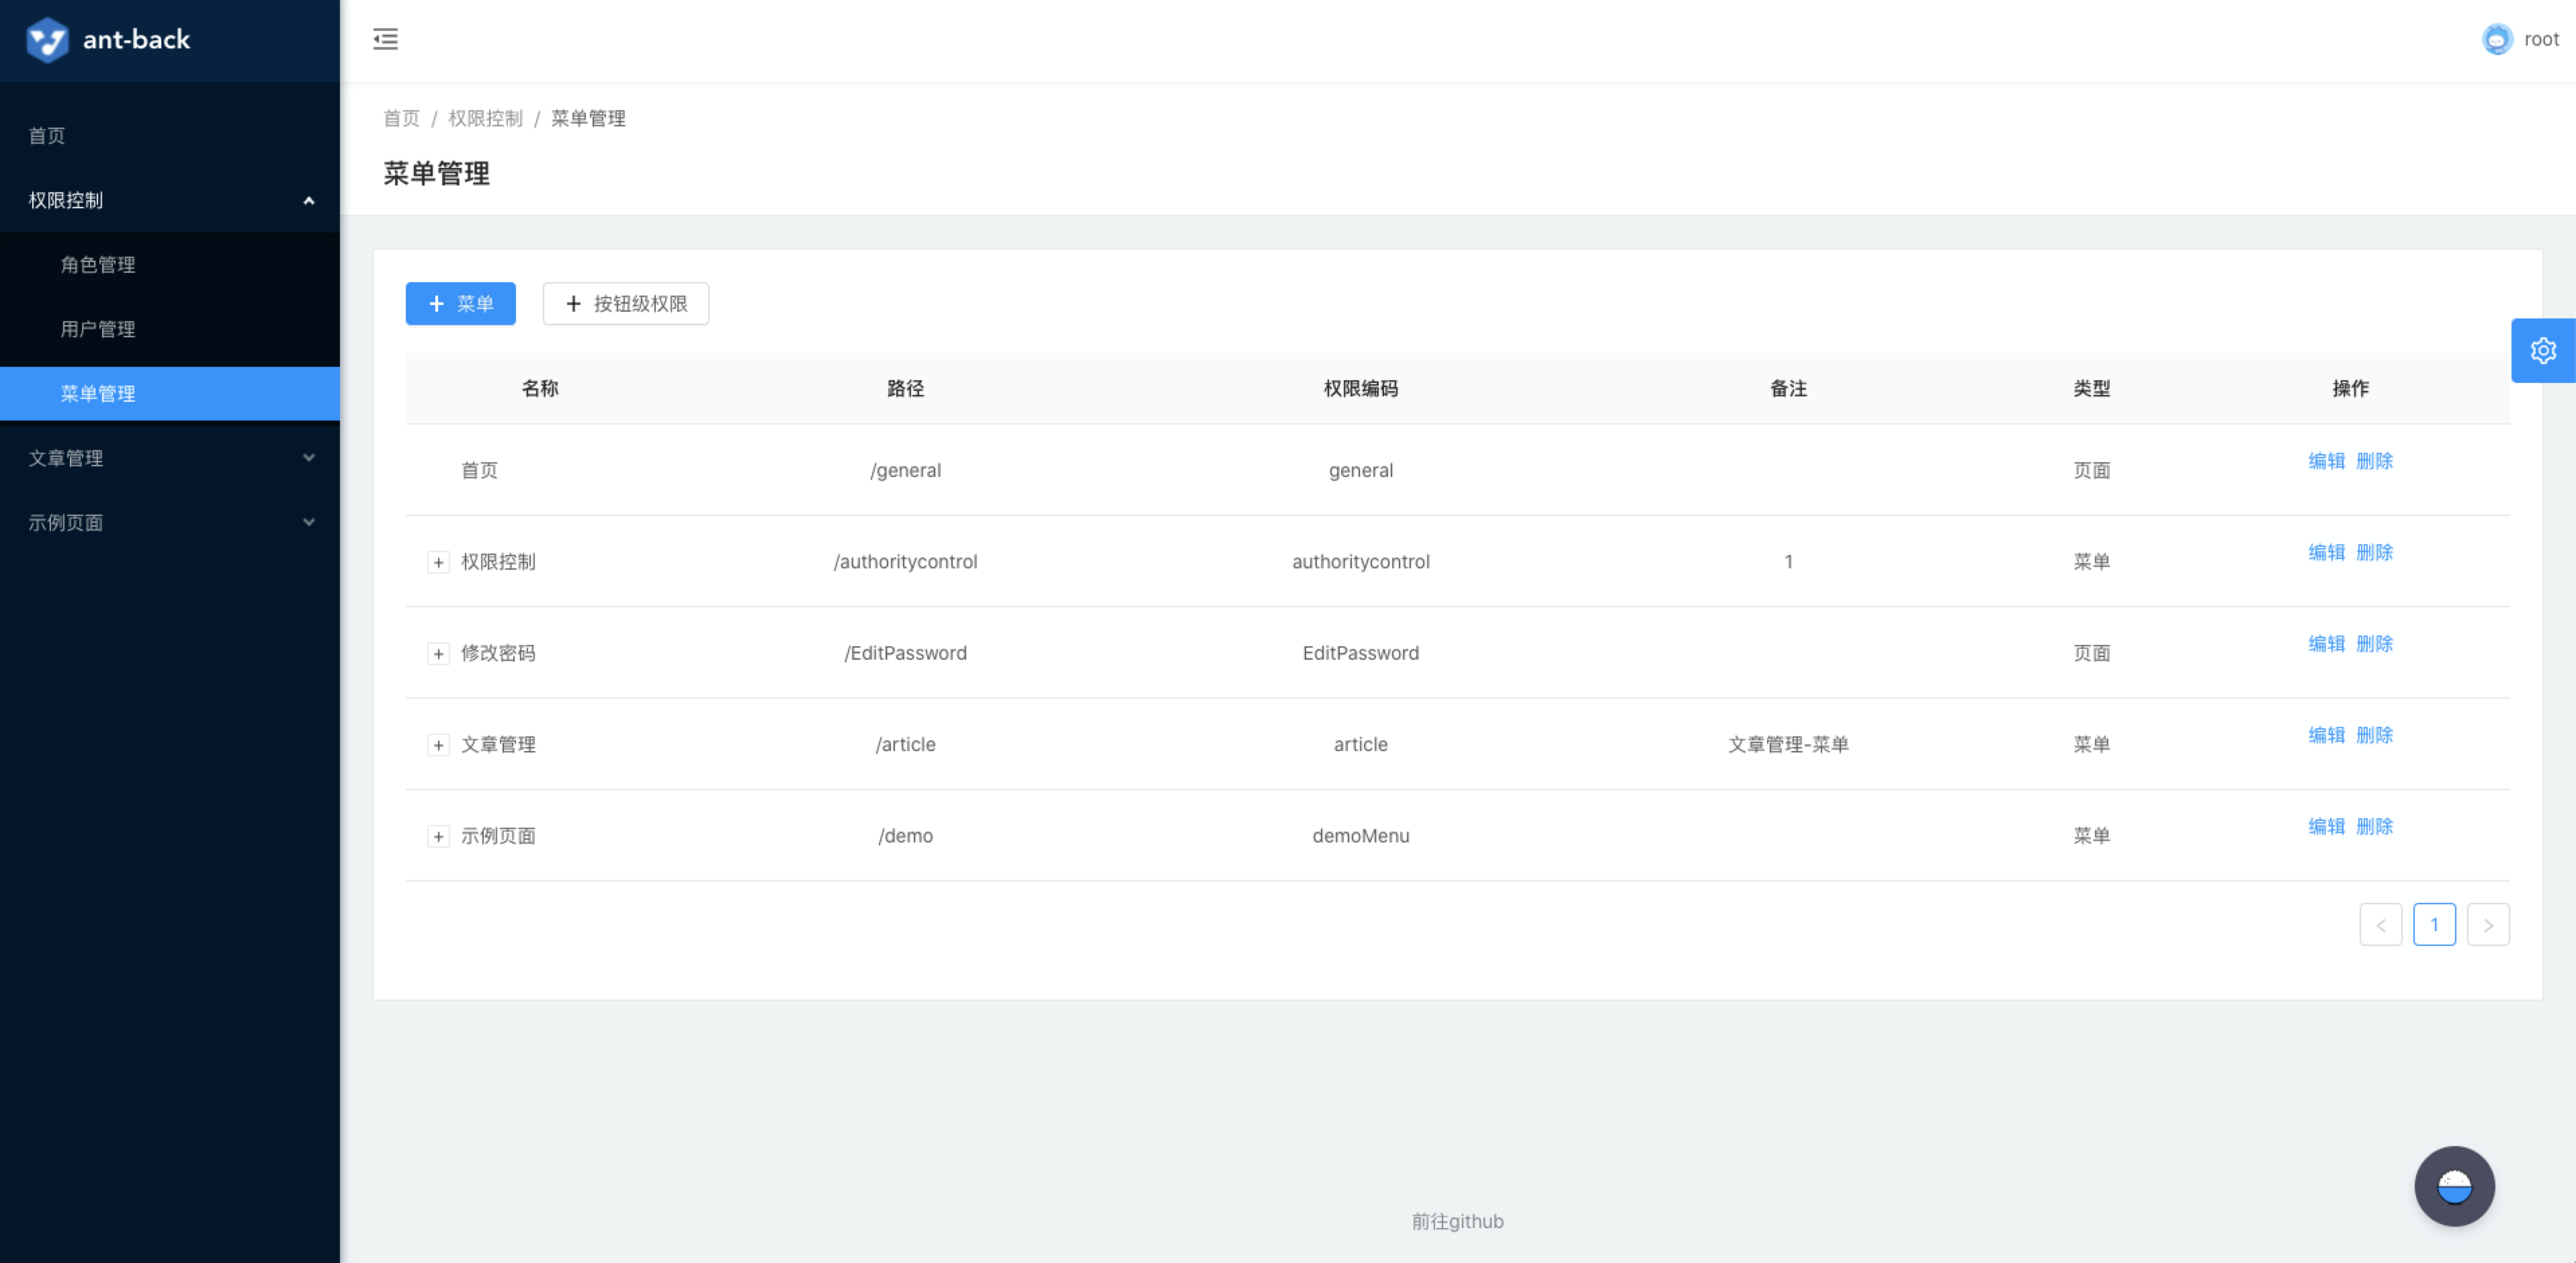 ant-back
root
首页
权限控制
角色管理
用户管理
菜单管理
文章管理
示例页面
首页 / 权限控制 / 菜单管理
菜单管理
+ 菜单 + 按钮级权限
名称 路径 权限编码 备注 类型 操作
首页 /general general 页面 编辑 删除
+ 权限控制 /authoritycontrol authoritycontrol 1 菜单 编辑 删除
+ 修改密码 /EditPassword EditPassword 页面 编辑 删除
+ 文章管理 /article article 文章管理-菜单 菜单 编辑 删除
+ 示例页面 /demo demoMenu 菜单 编辑 删除
< 1 >
前往github